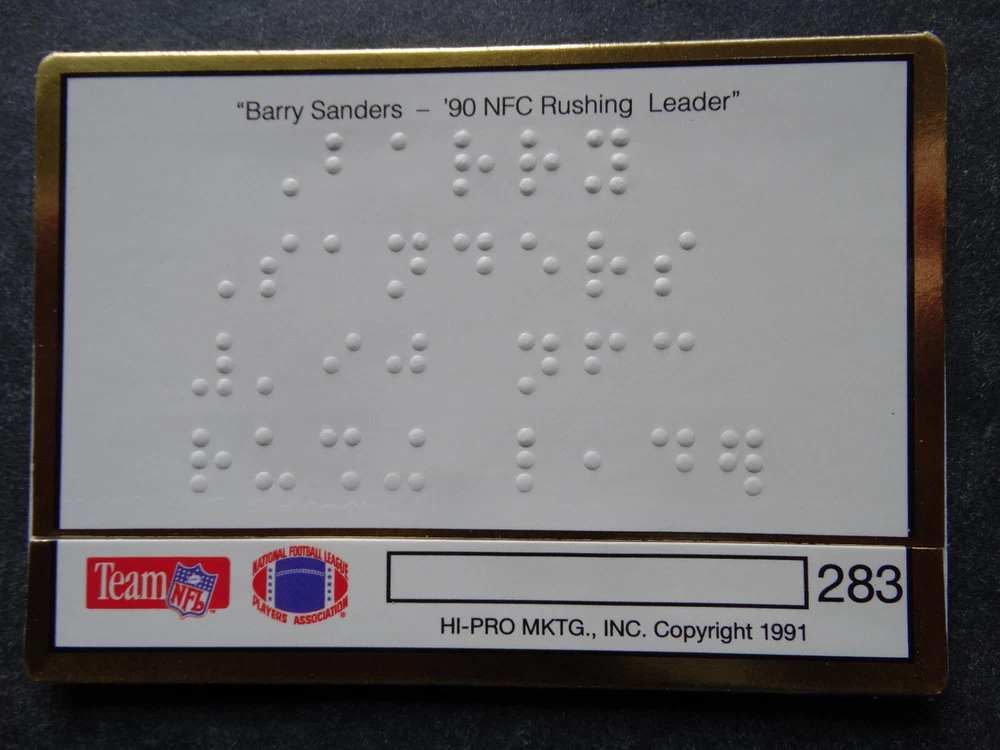 “Barry Sanders – '90 NFC Rushing Leader”
⠠⠃⠁⠗⠗⠽
⠠⠎⠁⠝⠙⠑⠗⠎
⠼⠄⠊⠚ ⠝⠋⠉
⠗⠥⠩⠬ ⠇⠂⠙⠻
Team NFL
NATIONAL FOOTBALL LEAGUE
PLAYERS ASSOCIATION
283
HI-PRO MKTG., INC. Copyright 1991